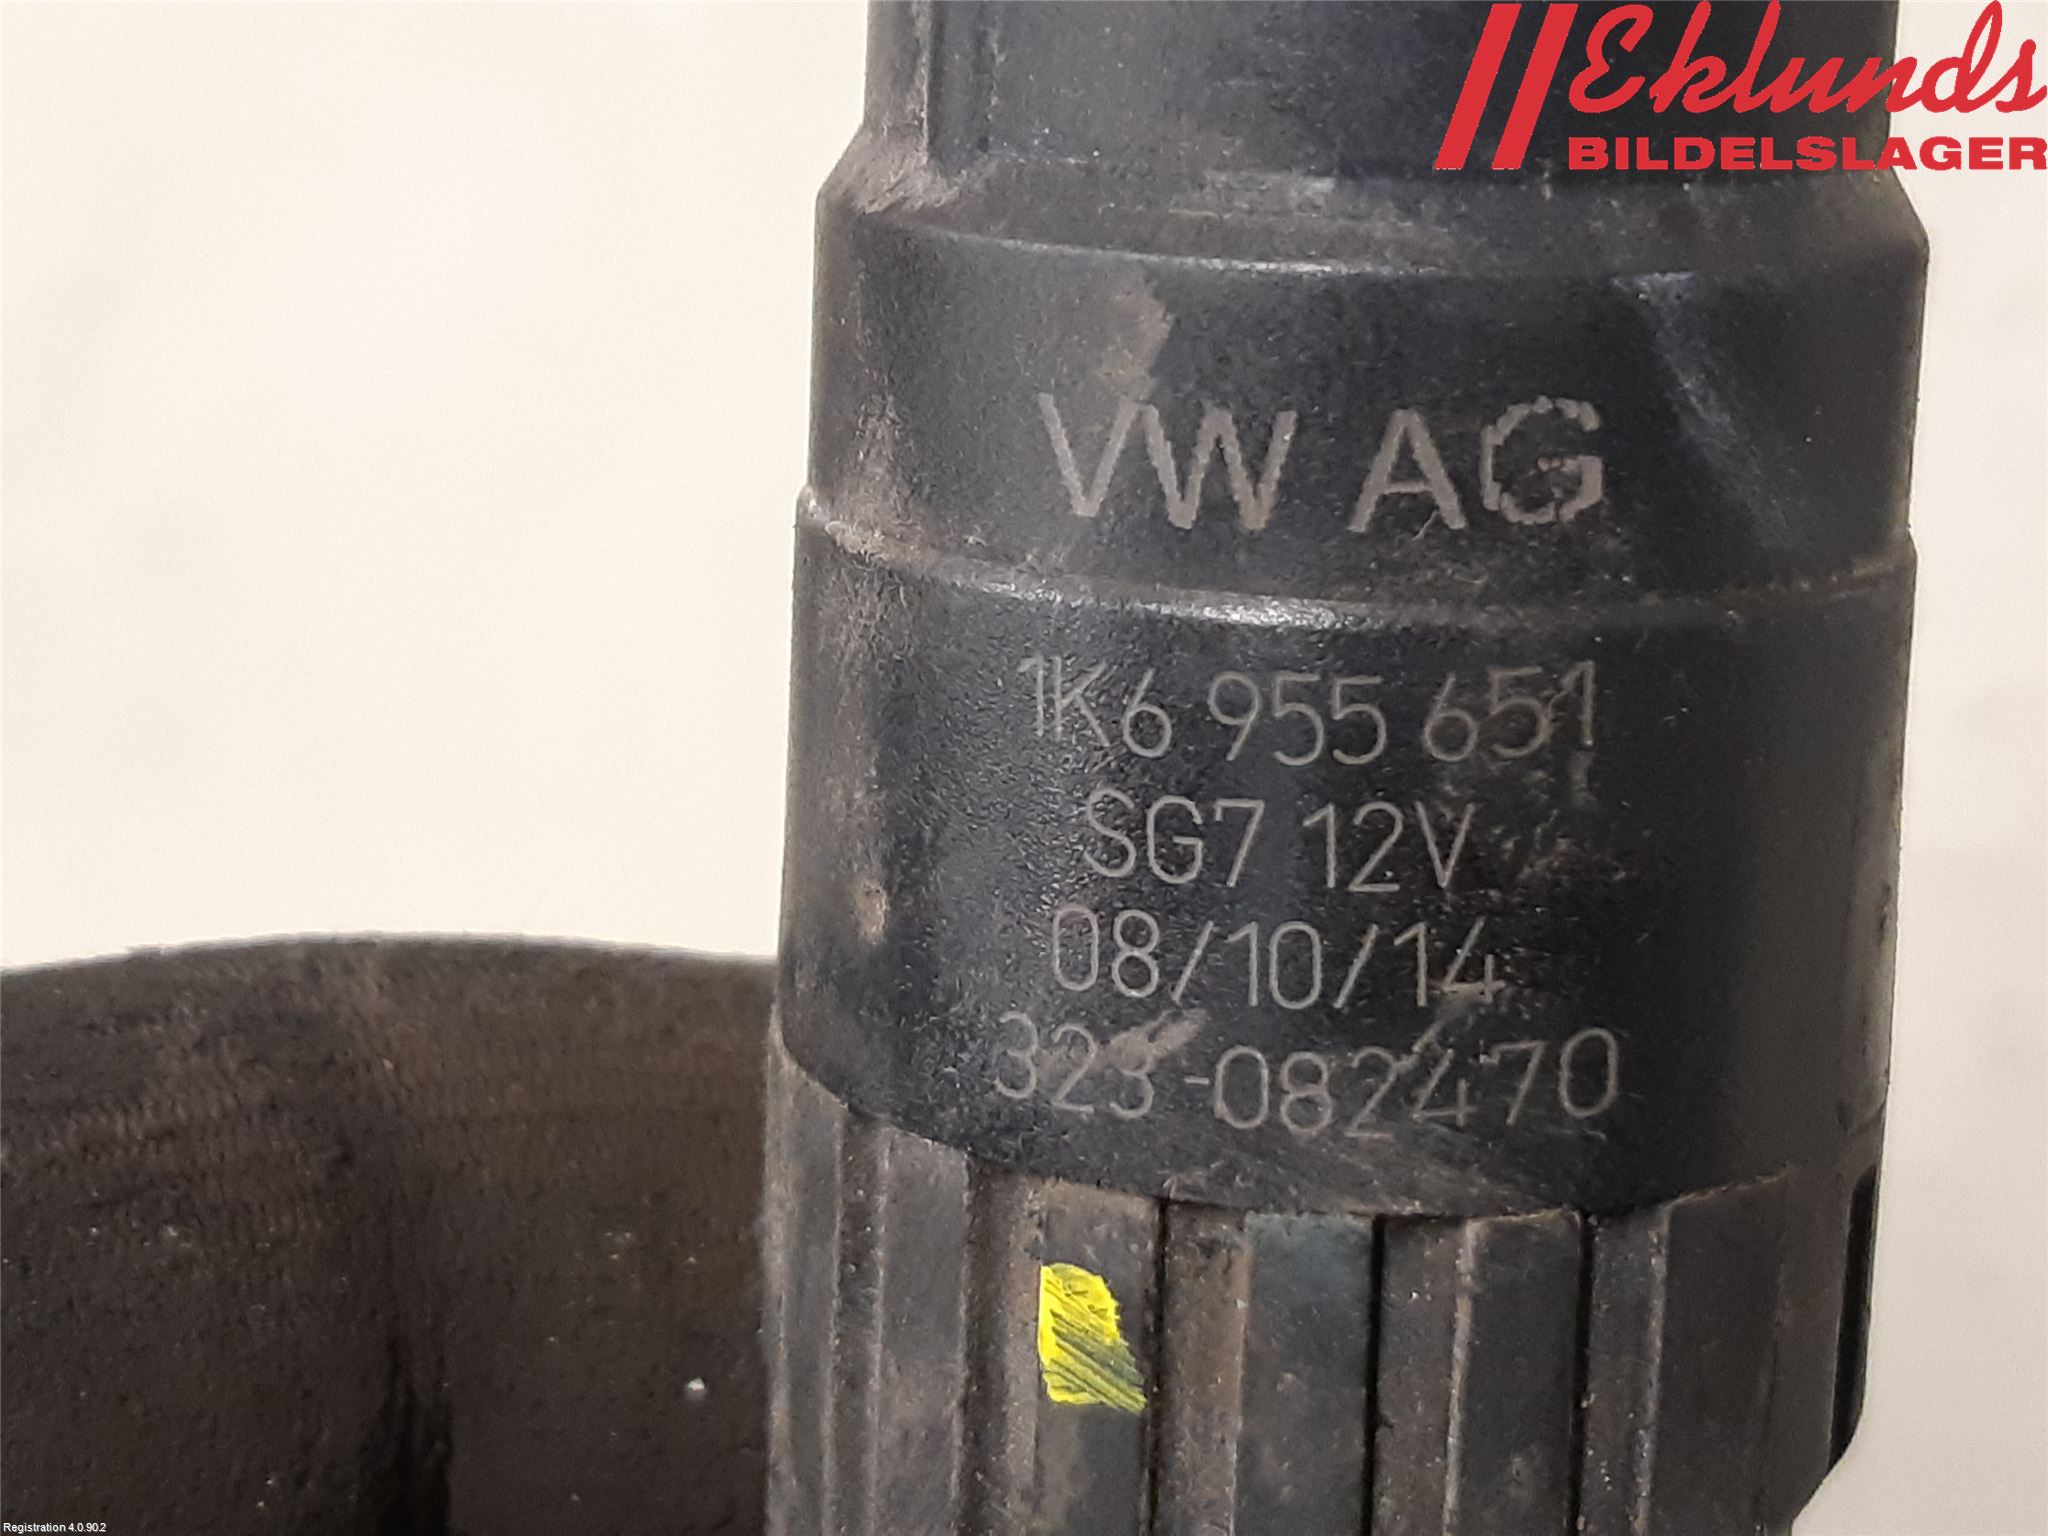 Eklunds
BILDELSLAGER
VW AG
1K6 955 651
SG7 12V
08/10/14
323-082470
Registration 4.0.90.2